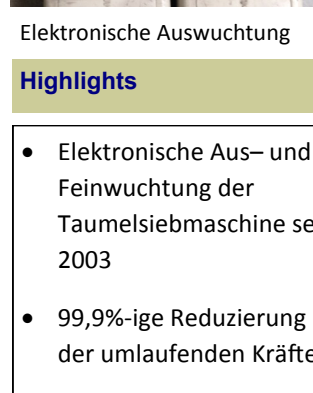 Elektronische Auswuchtung
Highlights
• Elektronische Aus– und
Feinwuchtung der
Taumelsiebmaschine se
2003
• 99,9%-ige Reduzierung
der umlaufenden Kräfte